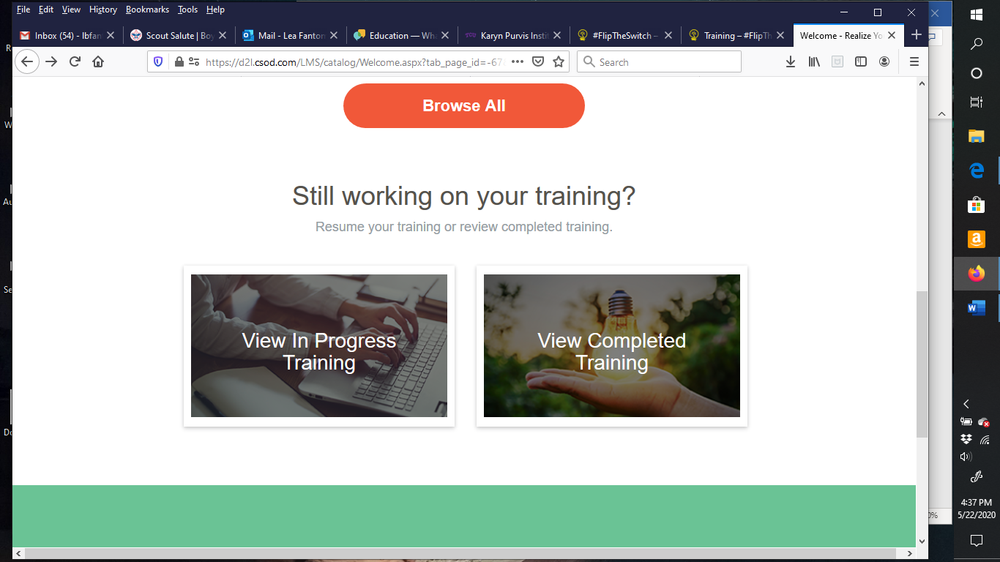 File Edit View History Bookmarks Tools Help
Inbox (54) - lbfan
Scout Salute | Boy
Mail - Lea Fanton
Education — Wha
Karyn Purvis Insti
#FlipTheSwitch –
Training – #FlipTh
Welcome - Realize Yo
https://d2l.csod.com/LMS/catalog/Welcome.aspx?tab_page_id=-67
Search
Browse All
Still working on your training?
Resume your training or review completed training.
View In Progress
Training
View Completed
Training
4:37 PM
5/22/2020
0%